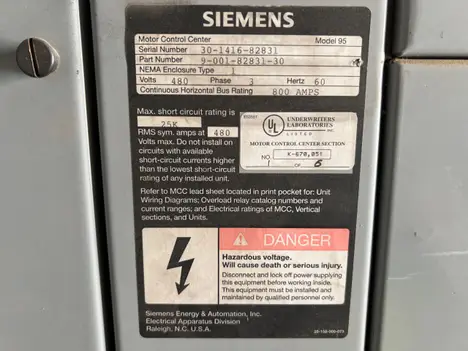 SIEMENS
Motor Control Center Model 95
Serial Number 30-1416-82831
Part Number 9-001-82831-30
NEMA Enclosure Type 1
Volts 480 Phase 3 Hertz 60
Continuous Horizontal Bus Rating 800 AMPS
Max. short circuit rating is
25K
RMS sym. amps at 480
Volts max. Do not install on
circuits with available
short-circuit currents higher
than the lowest short-circuit
rating of any installed unit.
UL
UNDERWRITERS
LABORATORIES
INC.
LISTED
MOTOR CONTROL CENTER SECTION
NO. K-670,051
1 OF 6
Refer to MCC lead sheet located in print pocket for: Unit
Wiring Diagrams; Overload relay catalog numbers and
current ranges; and Electrical ratings of MCC, Vertical
sections, and Units.
DANGER
Hazardous voltage.
Will cause death or serious injury.
Disconnect and lock off power supplying
this equipment before working inside.
This equipment must be installed and
maintained by qualified personnel only.
Siemens Energy & Automation, Inc.
Electrical Apparatus Division
Raleigh, N.C. U.S.A.